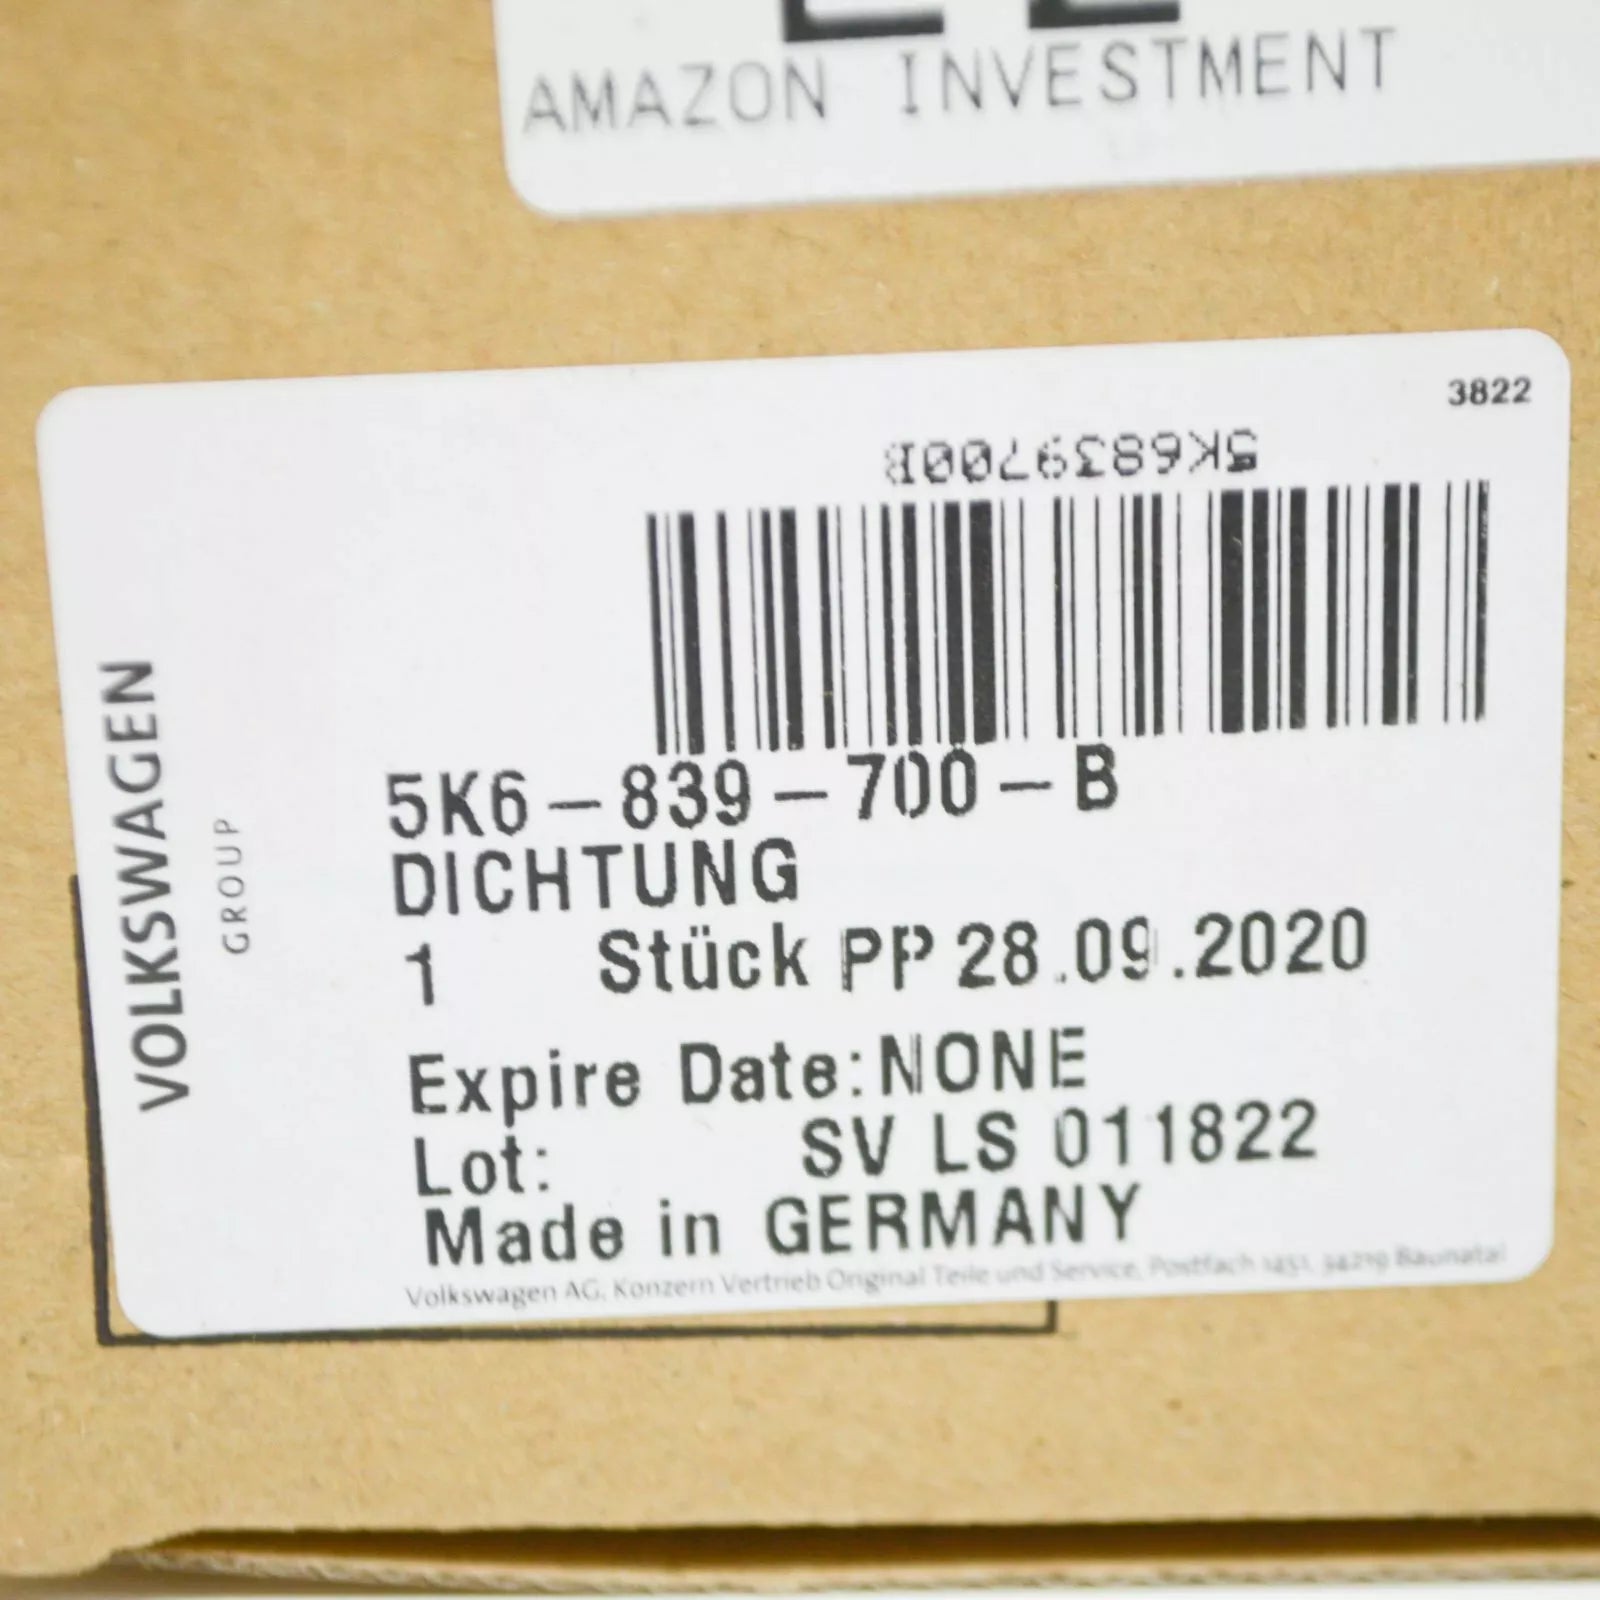 AMAZON INVESTMENT
3822
5K6839700B
5K6-839-700-B
DICHTUNG
1 Stück PP 28.09.2020
Expire Date:NONE
Lot: SV LS 011822
Made in GERMANY
Volkswagen AG, Konzern Vertrieb Original Teile und Service, Postfach 1451, 34219 Baunatal
VOLKSWAGEN
GROUP